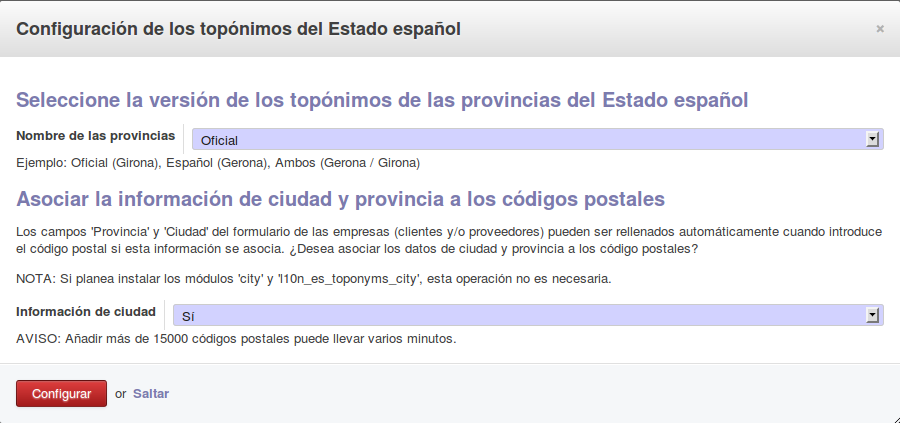 Configuración de los topónimos del Estado español
×
Seleccione la versión de los topónimos de las provincias del Estado español
Nombre de las provincias Oficial
Ejemplo: Oficial (Girona), Español (Gerona), Ambos (Gerona / Girona)
Asociar la información de ciudad y provincia a los códigos postales
Los campos 'Provincia' y 'Ciudad' del formulario de las empresas (clientes y/o proveedores) pueden ser rellenados automáticamente cuando introduce
el código postal si esta información se asocia. ¿Desea asociar los datos de ciudad y provincia a los código postales?
NOTA: Si planea instalar los módulos 'city' y 'l10n_es_toponyms_city', esta operación no es necesaria.
Información de ciudad Sí
AVISO: Añadir más de 15000 códigos postales puede llevar varios minutos.
Configurar or Saltar